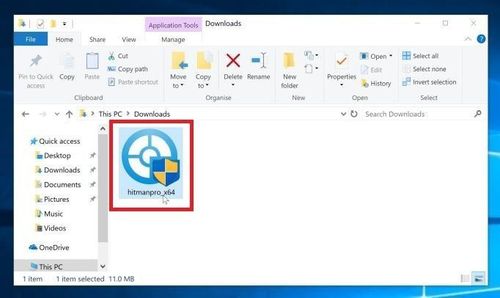 Application Tools Downloads
File Home Share View Manage
Pin to Quick access
Copy
Paste
Cut
Copy path
Paste shortcut
Clipboard
Move to
Copy to
Delete
Rename
Organise
New folder
New
Properties
Open
Edit
History
Open
Select all
Select none
Invert selection
Select
This PC > Downloads
Search Downloads
Quick access
Desktop
Downloads
Documents
Pictures
Music
Videos
OneDrive
This PC
hitmanpro_x64
1 item 1 item selected 11.0 MB